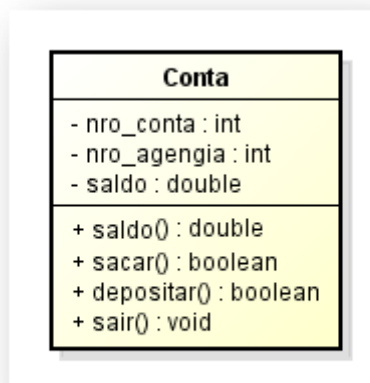 Conta
- nro_conta : int
- nro_agengia : int
- saldo : double
+ saldo() : double
+ sacar() : boolean
+ depositar() : boolean
+ sair() : void